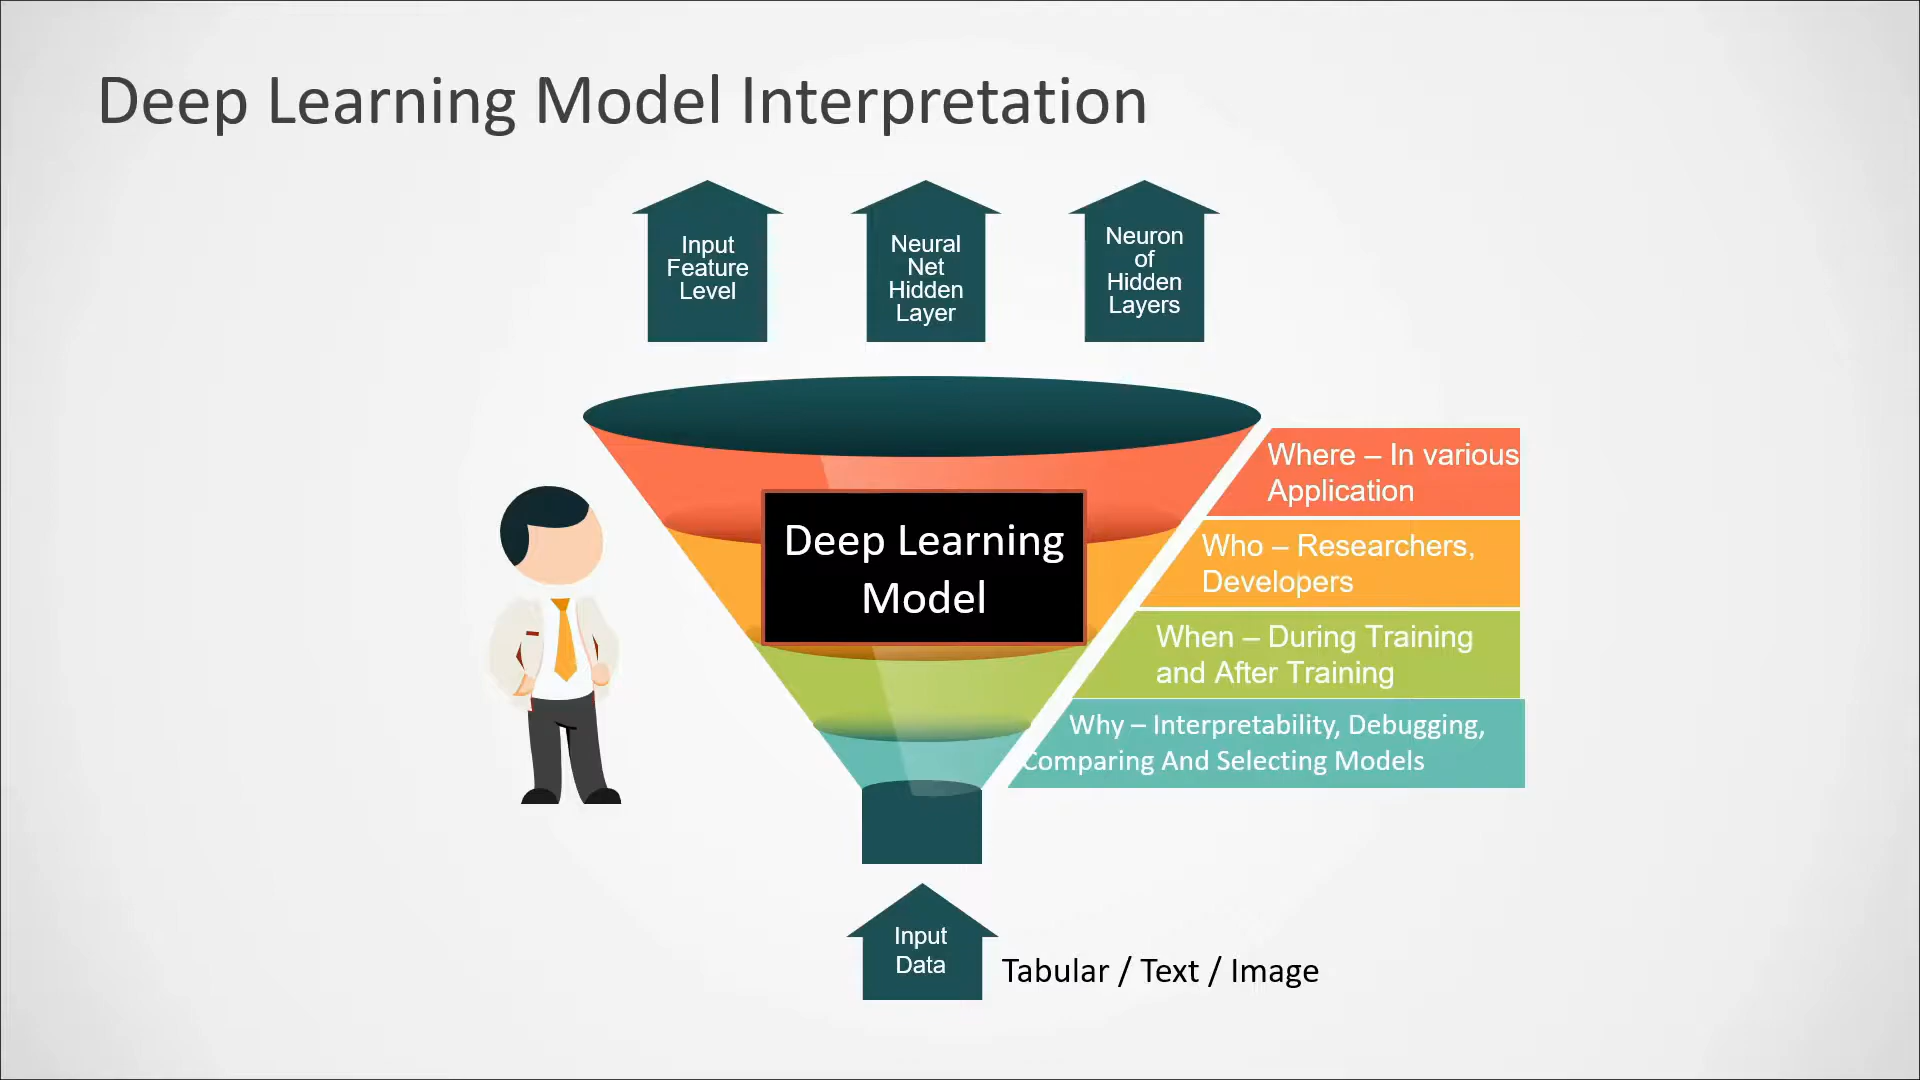 Deep Learning Model Interpretation
Input
Feature
Level
Neural
Net
Hidden
Layer
Neuron
of
Hidden
Layers
Deep Learning
Model
Where – In various
Application
Who – Researchers,
Developers
When – During Training
and After Training
Why – Interpretability, Debugging,
Comparing And Selecting Models
Input
Data
Tabular / Text / Image